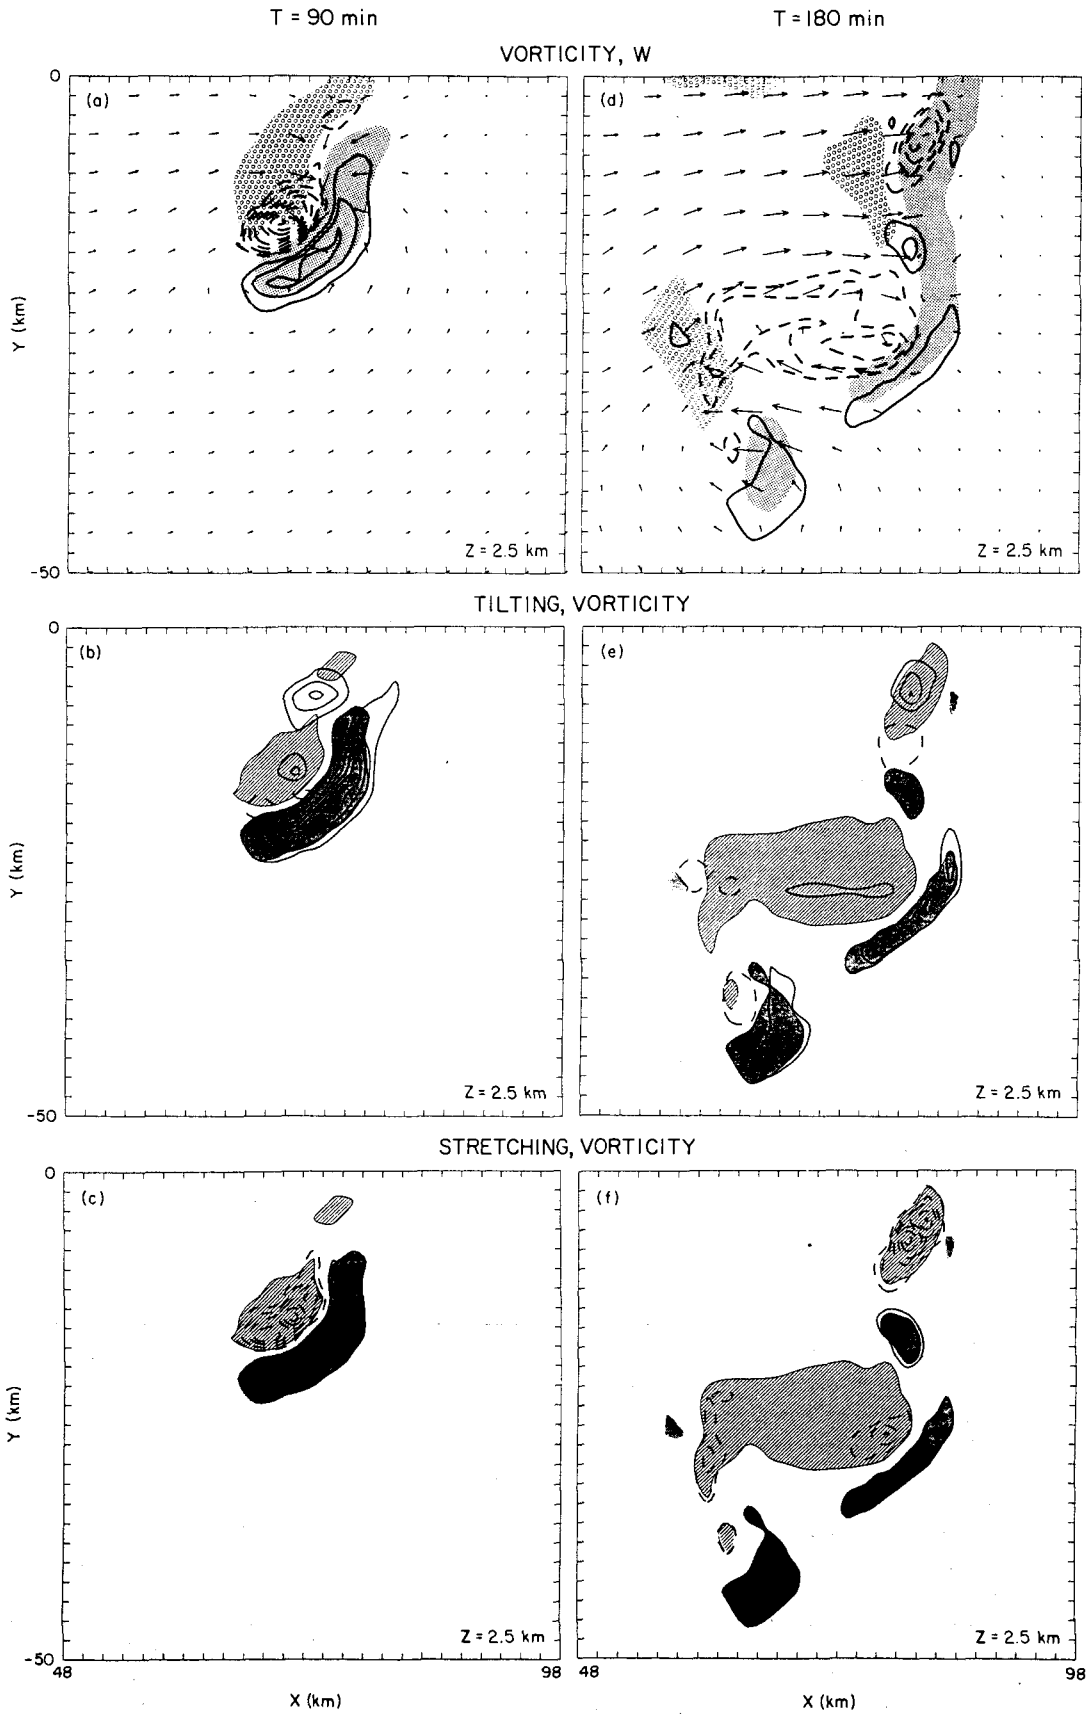 T = 90 min
T = 180 min
VORTICITY, W
0
(a)
(d)
Y (km)
Z = 2.5 km
Z = 2.5 km
-50
TILTING, VORTICITY
0
(b)
(e)
Y (km)
Z = 2.5 km
Z = 2.5 km
-50
STRETCHING, VORTICITY
0
(c)
(f)
Y (km)
Z = 2.5 km
Z = 2.5 km
-50
48
98
48
98
X (km)
X (km)